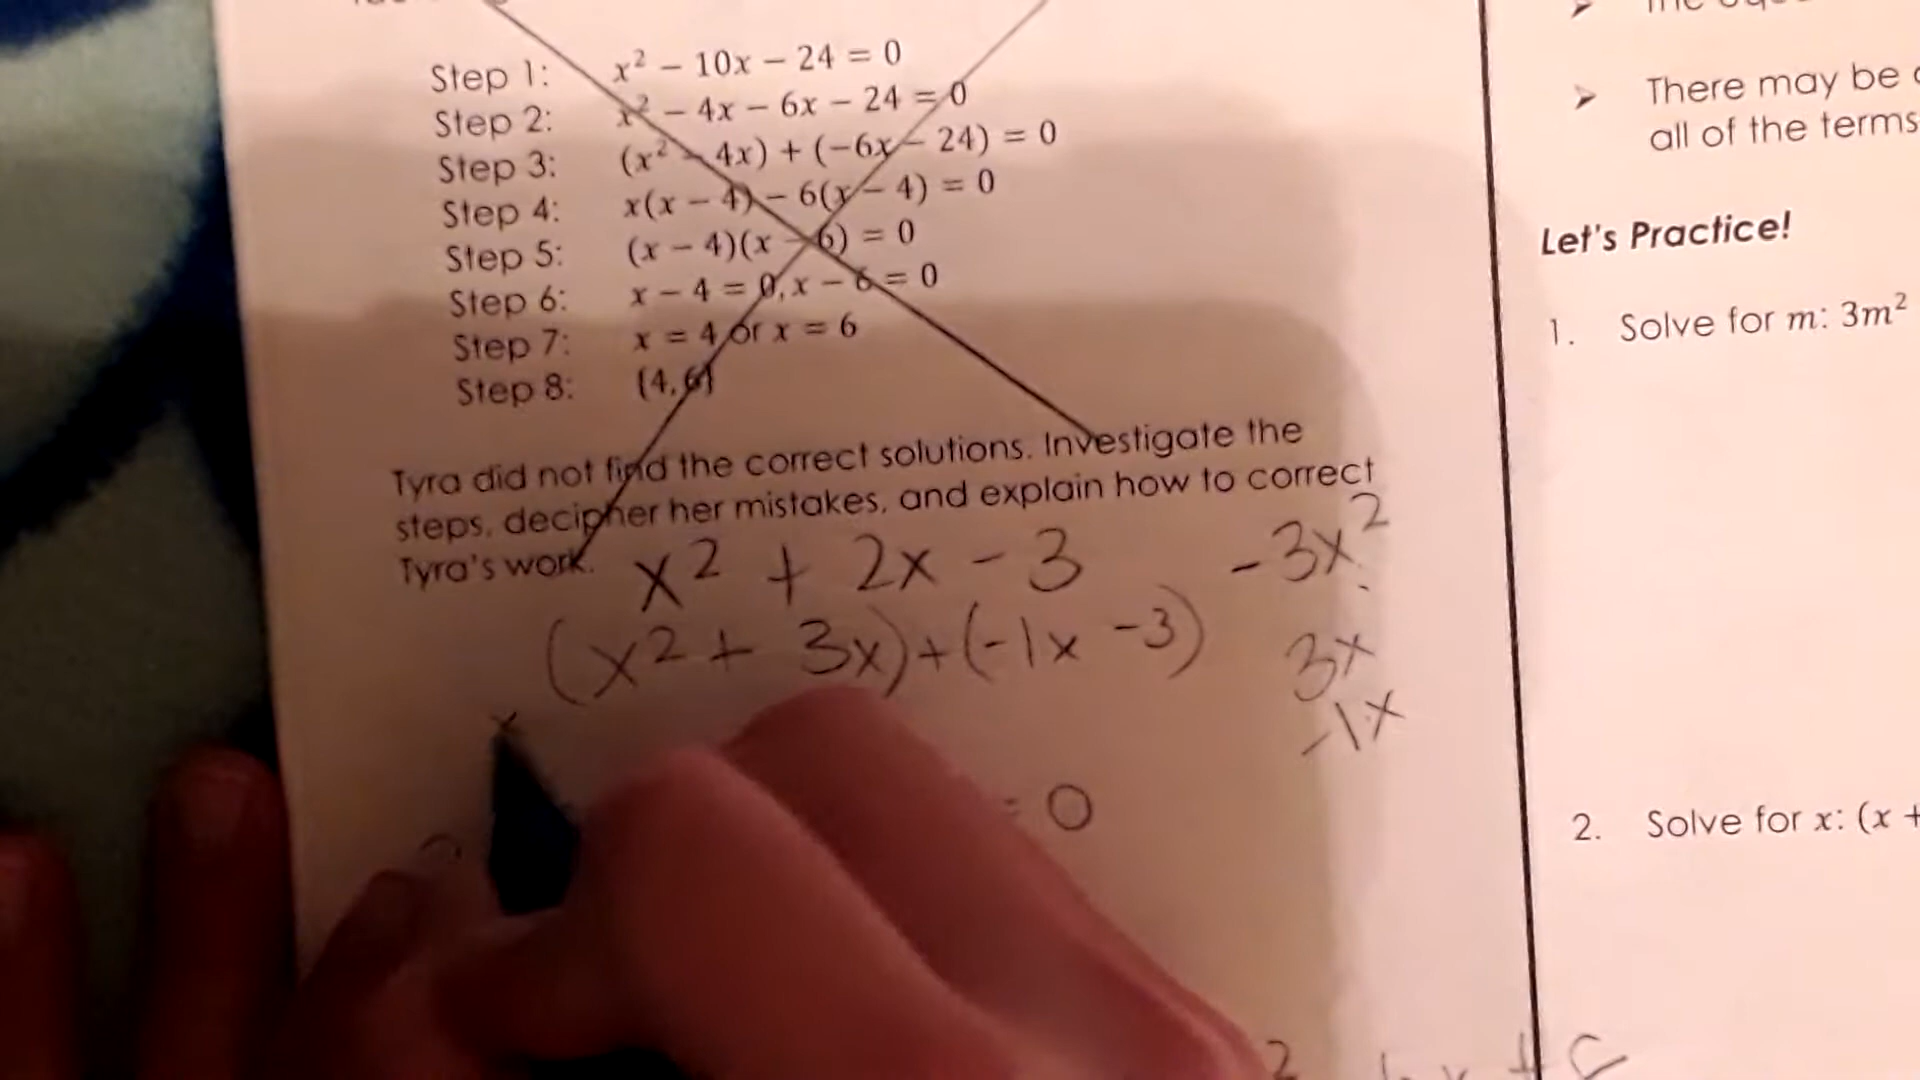 Step 1: x² − 10x − 24 = 0
Step 2: x² − 4x − 6x − 24 = 0
Step 3: (x² − 4x) + (−6x − 24) = 0
Step 4: x(x − 4) − 6(x − 4) = 0
Step 5: (x − 4)(x − 6) = 0
Step 6: x − 4 = 0, x − 6 = 0
Step 7: x = 4 or x = 6
Step 8: {4, 6}
Tyra did not find the correct solutions. Investigate the
steps, decipher her mistakes, and explain how to correct
Tyra's work.
x² + 2x − 3
−3x²
(x² + 3x) + (−1x −3)
3x
−1x
x
= 0
➢ There may be
all of the terms
Let's Practice!
1. Solve for m: 3m²
2. Solve for x: (x +